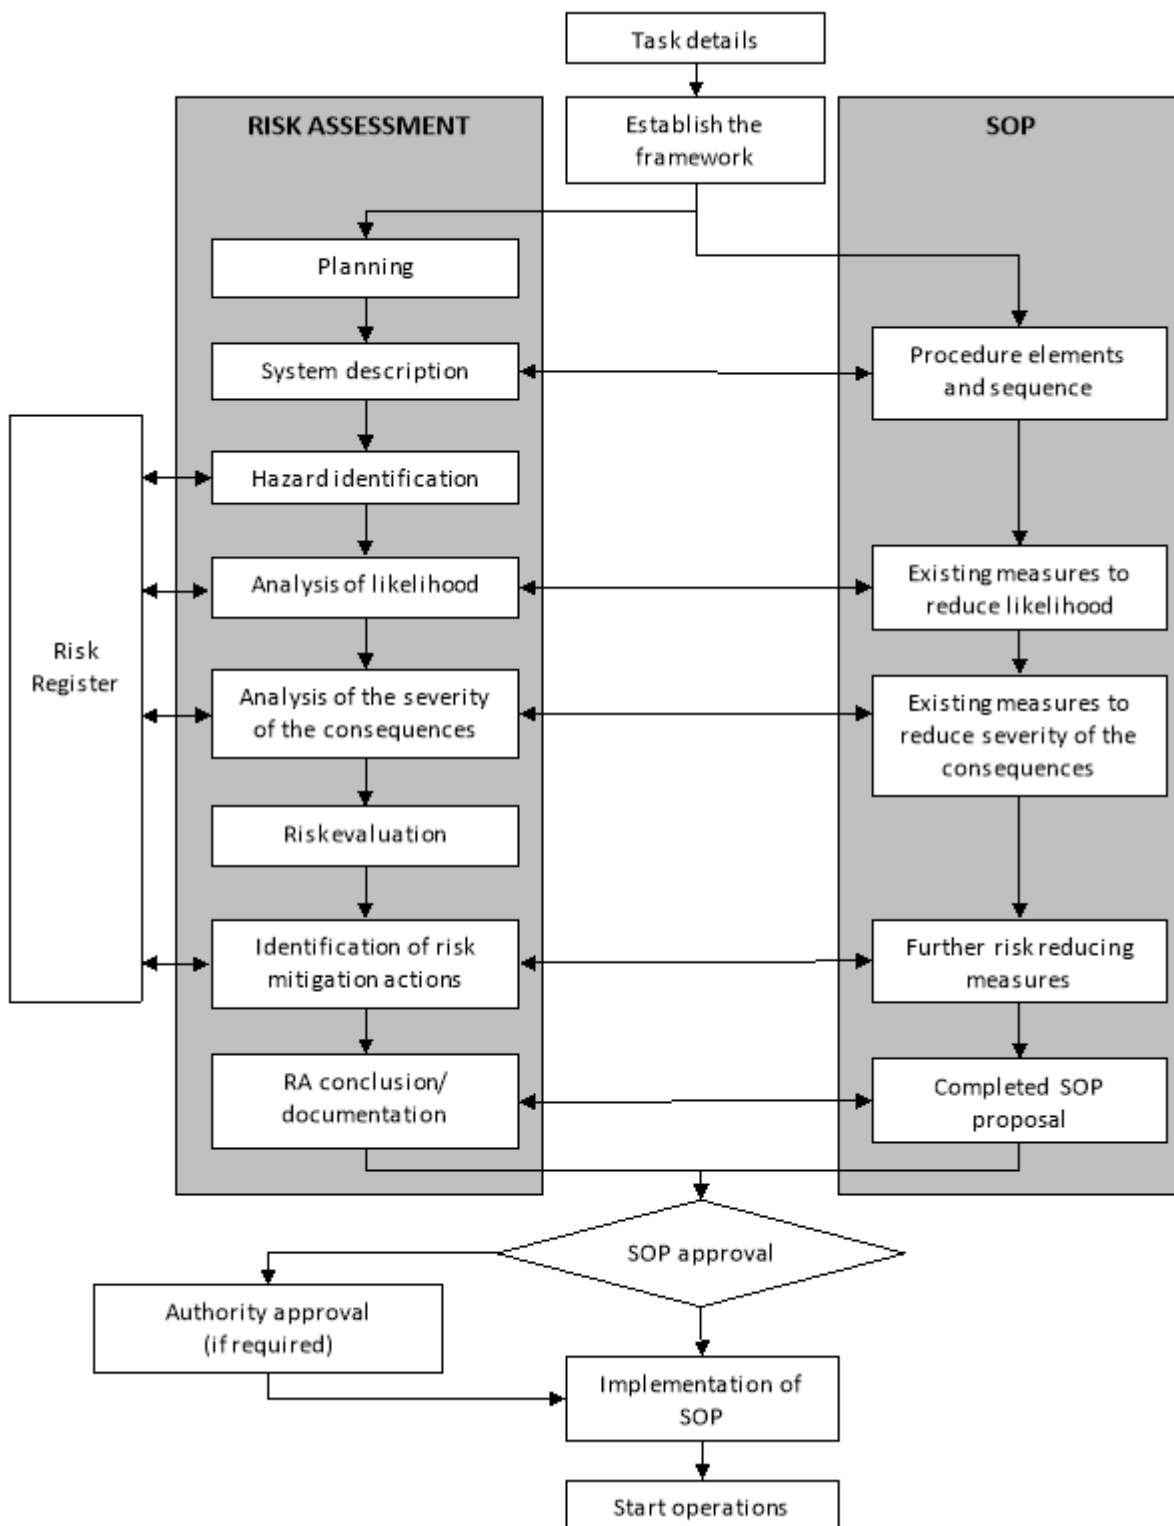 Task details
RISK ASSESSMENT
Establish the
framework
SOP
Planning
System description
Procedure elements
and sequence
Hazard identification
Analysis of likelihood
Existing measures to
reduce likelihood
Risk
Register
Analysis of the severity
of the consequences
Existing measures to
reduce severity of the
consequences
Risk evaluation
Identification of risk
mitigation actions
Further risk reducing
measures
RA conclusion/
documentation
Completed SOP
proposal
SOP approval
Authority approval
(if required)
Implementation of
SOP
Start operations